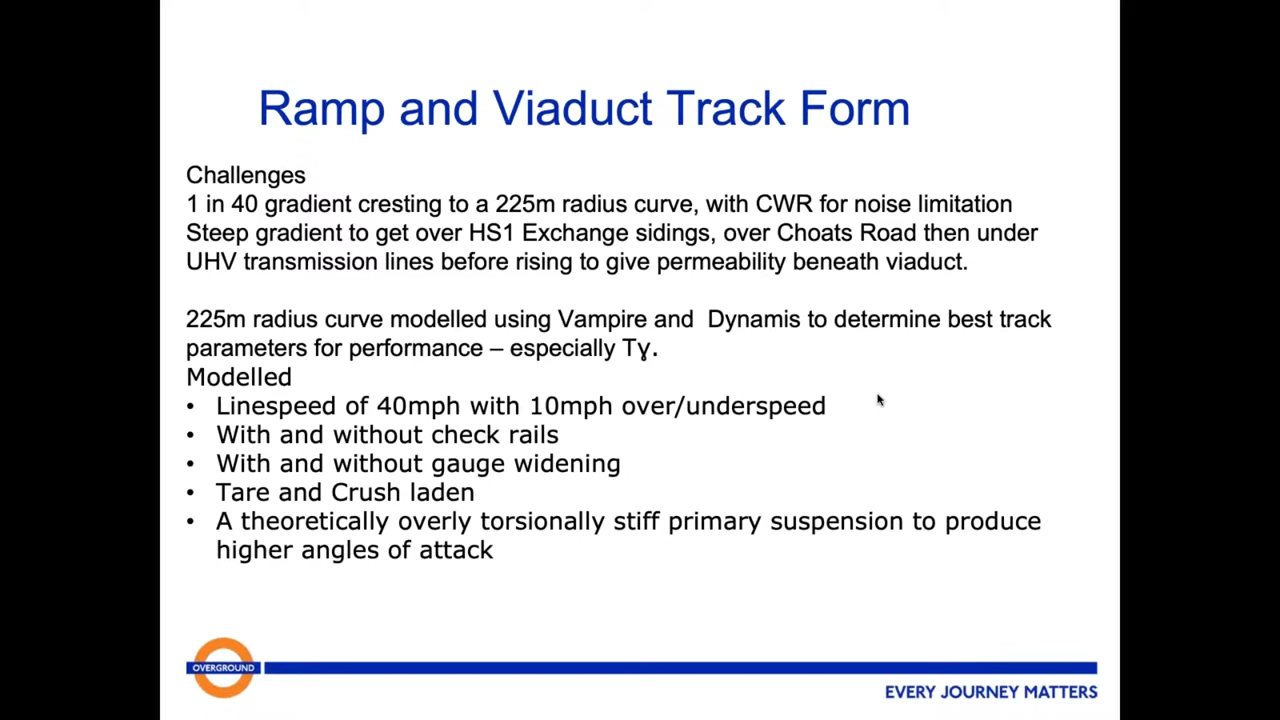 Ramp and Viaduct Track Form
Challenges
1 in 40 gradient cresting to a 225m radius curve, with CWR for noise limitation
Steep gradient to get over HS1 Exchange sidings, over Choats Road then under
UHV transmission lines before rising to give permeability beneath viaduct.
225m radius curve modelled using Vampire and  Dynamis to determine best track
parameters for performance – especially Tɣ.
Modelled
• Linespeed of 40mph with 10mph over/underspeed
• With and without check rails
• With and without gauge widening
• Tare and Crush laden
• A theoretically overly torsionally stiff primary suspension to produce
higher angles of attack
OVERGROUND
EVERY JOURNEY MATTERS